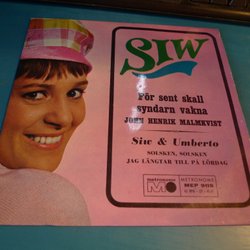 SIW
För sent skall
syndarn vakna
JOHN HENRIK MALMKVIST
Siw & Umberto
SOLSKEN, SOLSKEN
JAG LÄNGTAR TILL PÅ LÖRDAG
metronome
METRONOME
MEP 9115